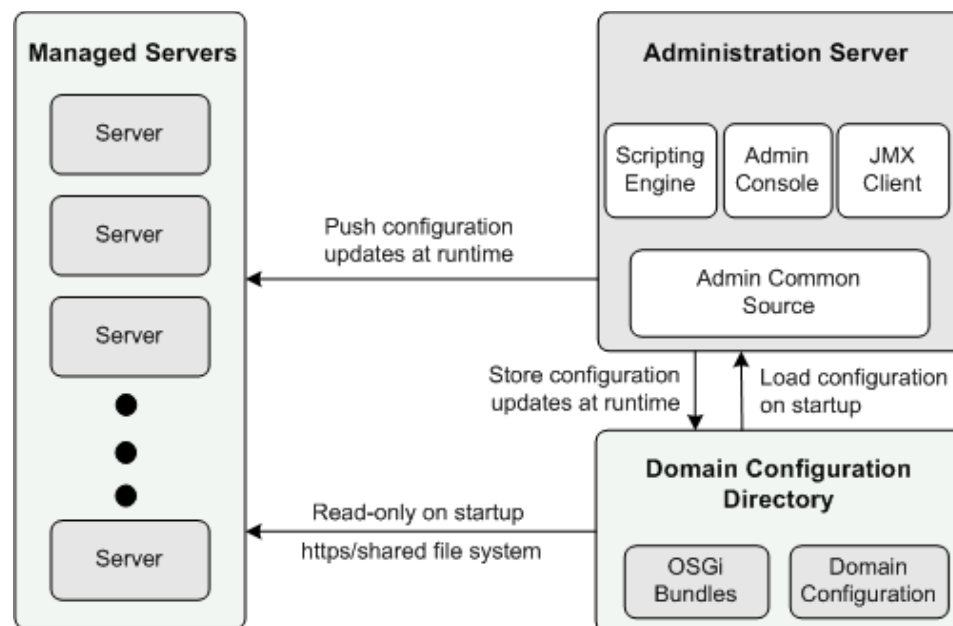 Managed Servers
Server
Server
Server
Server
Push configuration
updates at runtime
Administration Server
Scripting
Engine
Admin
Console
JMX
Client
Admin Common
Source
Store configuration
updates at runtime
Load configuration
on startup
Read-only on startup
https/shared file system
Domain Configuration
Directory
OSGi
Bundles
Domain
Configuration